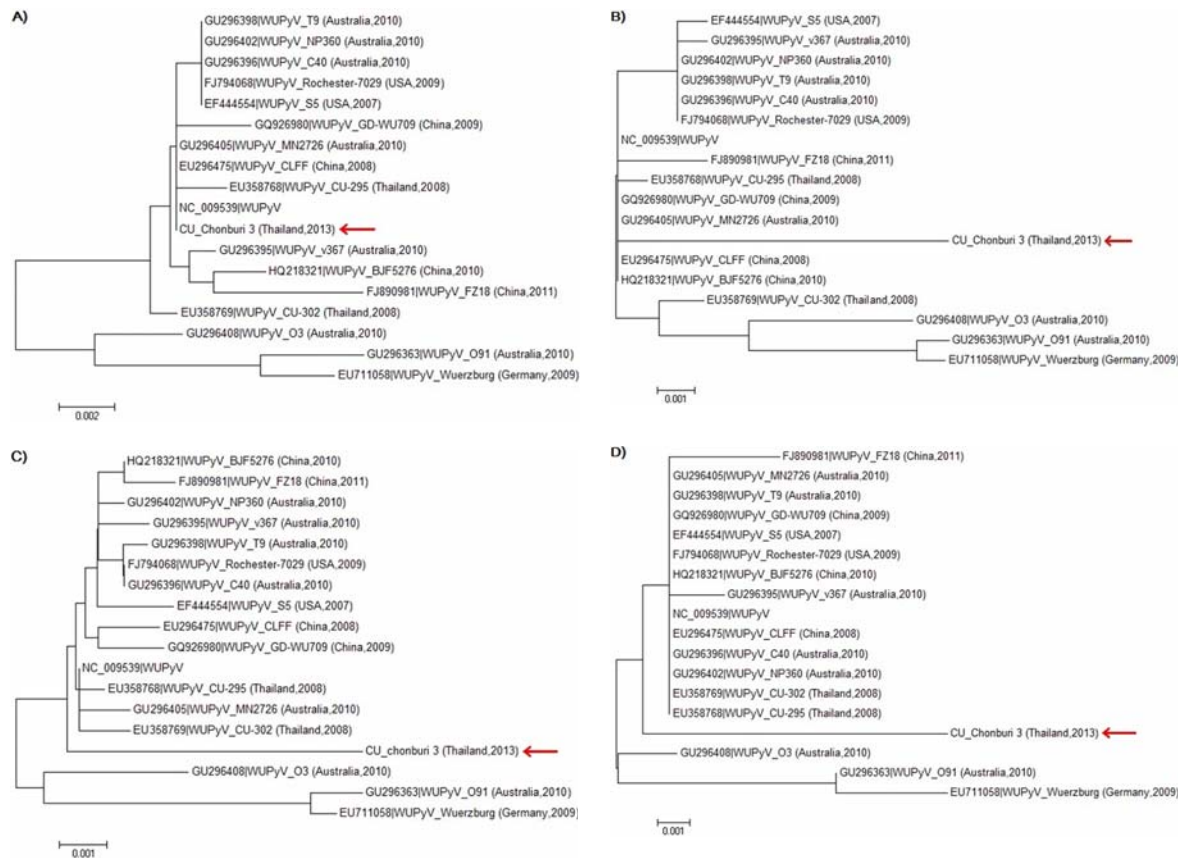 A)
GU296398|WUPyV_T9 (Australia,2010)
GU296402|WUPyV_NP360 (Australia,2010)
GU296396|WUPyV_C40 (Australia,2010)
FJ794068|WUPyV_Rochester-7029 (USA,2009)
EF444554|WUPyV_S5 (USA,2007)
GQ926980|WUPyV_GD-WU709 (China,2009)
GU296405|WUPyV_MN2726 (Australia,2010)
EU296475|WUPyV_CLFF (China,2008)
EU358768|WUPyV_CU-295 (Thailand,2008)
NC_009539|WUPyV
CU_Chonburi 3 (Thailand,2013)
GU296395|WUPyV_v367 (Australia,2010)
HQ218321|WUPyV_BJF5276 (China,2010)
FJ890981|WUPyV_FZ18 (China,2011)
EU358769|WUPyV_CU-302 (Thailand,2008)
GU296408|WUPyV_O3 (Australia,2010)
GU296363|WUPyV_O91 (Australia,2010)
EU711058|WUPyV_Wuerzburg (Germany,2009)
0.002
B)
EF444554|WUPyV_S5 (USA,2007)
GU296395|WUPyV_v367 (Australia,2010)
GU296402|WUPyV_NP360 (Australia,2010)
GU296398|WUPyV_T9 (Australia,2010)
GU296396|WUPyV_C40 (Australia,2010)
FJ794068|WUPyV_Rochester-7029 (USA,2009)
NC_009539|WUPyV
FJ890981|WUPyV_FZ18 (China,2011)
EU358768|WUPyV_CU-295 (Thailand,2008)
GQ926980|WUPyV_GD-WU709 (China,2009)
GU296405|WUPyV_MN2726 (Australia,2010)
CU_Chonburi 3 (Thailand,2013)
EU296475|WUPyV_CLFF (China,2008)
HQ218321|WUPyV_BJF5276 (China,2010)
EU358769|WUPyV_CU-302 (Thailand,2008)
GU296408|WUPyV_O3 (Australia,2010)
GU296363|WUPyV_O91 (Australia,2010)
EU711058|WUPyV_Wuerzburg (Germany,2009)
0.001
C)
HQ218321|WUPyV_BJF5276 (China,2010)
FJ890981|WUPyV_FZ18 (China,2011)
GU296402|WUPyV_NP360 (Australia,2010)
GU296395|WUPyV_v367 (Australia,2010)
GU296398|WUPyV_T9 (Australia,2010)
FJ794068|WUPyV_Rochester-7029 (USA,2009)
GU296396|WUPyV_C40 (Australia,2010)
EF444554|WUPyV_S5 (USA,2007)
EU296475|WUPyV_CLFF (China,2008)
GQ926980|WUPyV_GD-WU709 (China,2009)
NC_009539|WUPyV
EU358768|WUPyV_CU-295 (Thailand,2008)
GU296405|WUPyV_MN2726 (Australia,2010)
EU358769|WUPyV_CU-302 (Thailand,2008)
CU_chonburi 3 (Thailand,2013)
GU296408|WUPyV_O3 (Australia,2010)
GU296363|WUPyV_O91 (Australia,2010)
EU711058|WUPyV_Wuerzburg (Germany,2009)
0.001
D)
FJ890981|WUPyV_FZ18 (China,2011)
GU296405|WUPyV_MN2726 (Australia,2010)
GU296398|WUPyV_T9 (Australia,2010)
GQ926980|WUPyV_GD-WU709 (China,2009)
EF444554|WUPyV_S5 (USA,2007)
FJ794068|WUPyV_Rochester-7029 (USA,2009)
HQ218321|WUPyV_BJF5276 (China,2010)
GU296395|WUPyV_v367 (Australia,2010)
NC_009539|WUPyV
EU296475|WUPyV_CLFF (China,2008)
GU296396|WUPyV_C40 (Australia,2010)
GU296402|WUPyV_NP360 (Australia,2010)
EU358769|WUPyV_CU-302 (Thailand,2008)
EU358768|WUPyV_CU-295 (Thailand,2008)
CU_Chonburi 3 (Thailand,2013)
GU296408|WUPyV_O3 (Australia,2010)
GU296363|WUPyV_O91 (Australia,2010)
EU711058|WUPyV_Wuerzburg (Germany,2009)
0.001